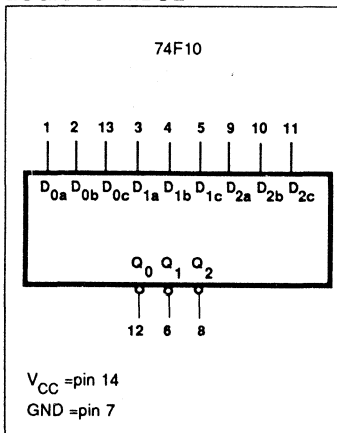 74F10
1 2 13 3 4 5 9 10 11
D0a D0b D0c D1a D1b D1c D2a D2b D2c
Q0 Q1 Q2
12 6 8
VCC =pin 14
GND =pin 7